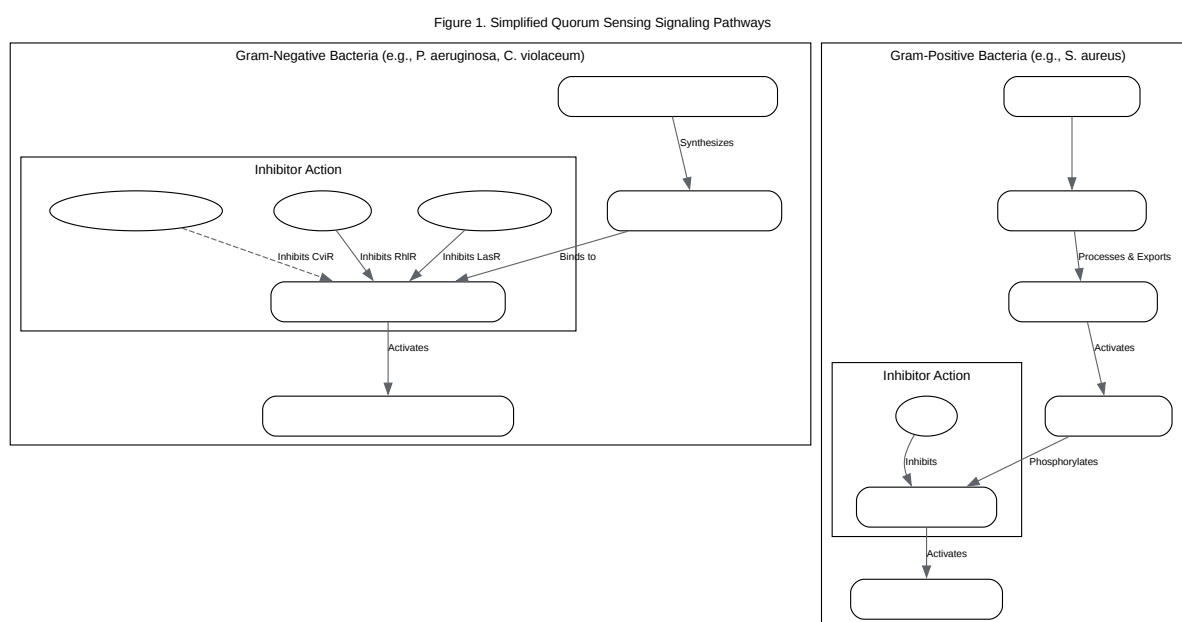 Figure 1. Simplified Quorum Sensing Signaling Pathways
Gram-Negative Bacteria (e.g., P. aeruginosa, C. violaceum)
Synthesizes
Inhibitor Action
Inhibits CviR
Inhibits RhlR
Inhibits LasR
Binds to
Activates
Gram-Positive Bacteria (e.g., S. aureus)
Processes & Exports
Activates
Inhibitor Action
Inhibits
Phosphorylates
Activates